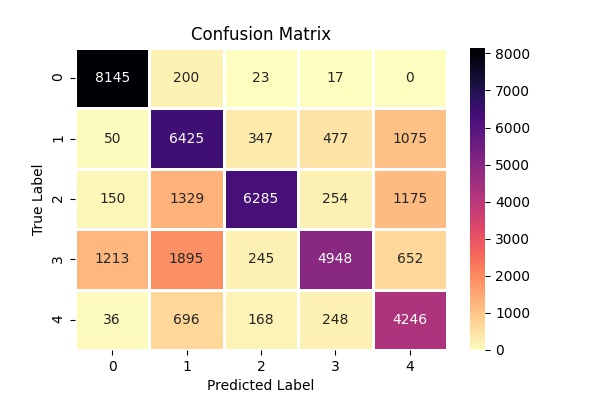 Confusion Matrix
True Label
0 8145 200 23 17 0
1 50 6425 347 477 1075
2 150 1329 6285 254 1175
3 1213 1895 245 4948 652
4 36 696 168 248 4246
0 1 2 3 4
Predicted Label
8000
7000
6000
5000
4000
3000
2000
1000
0